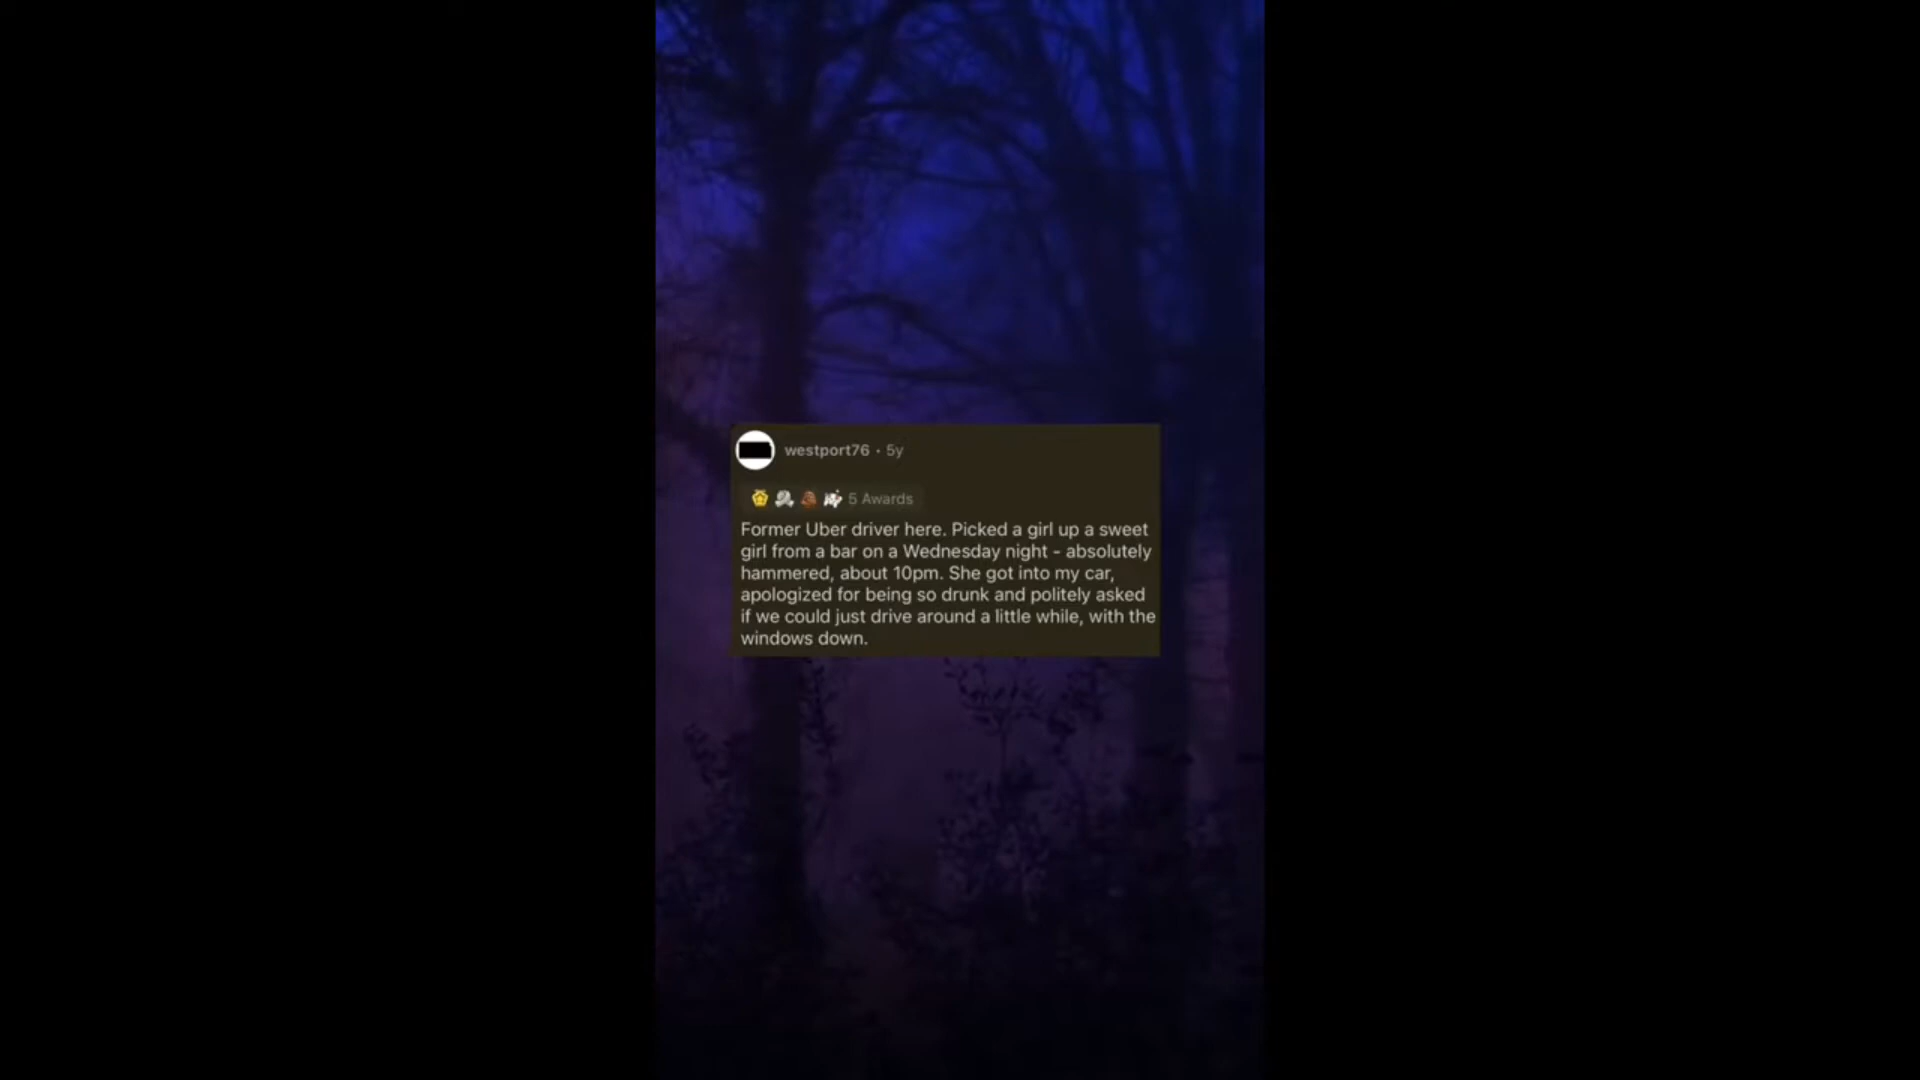 westport76 • 5y
5 Awards
Former Uber driver here. Picked a girl up a sweet
girl from a bar on a Wednesday night - absolutely
hammered, about 10pm. She got into my car,
apologized for being so drunk and politely asked
if we could just drive around a little while, with the
windows down.